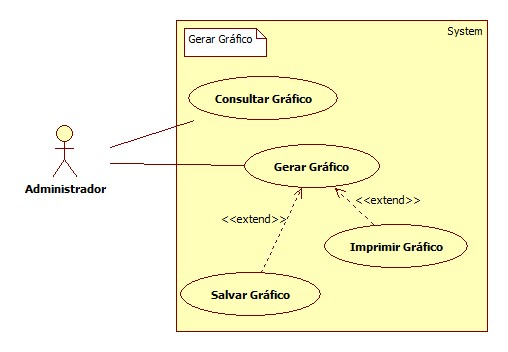 System
Gerar Gráfico
Consultar Gráfico
Gerar Gráfico
Administrador
<<extend>>
<<extend>>
Imprimir Gráfico
Salvar Gráfico